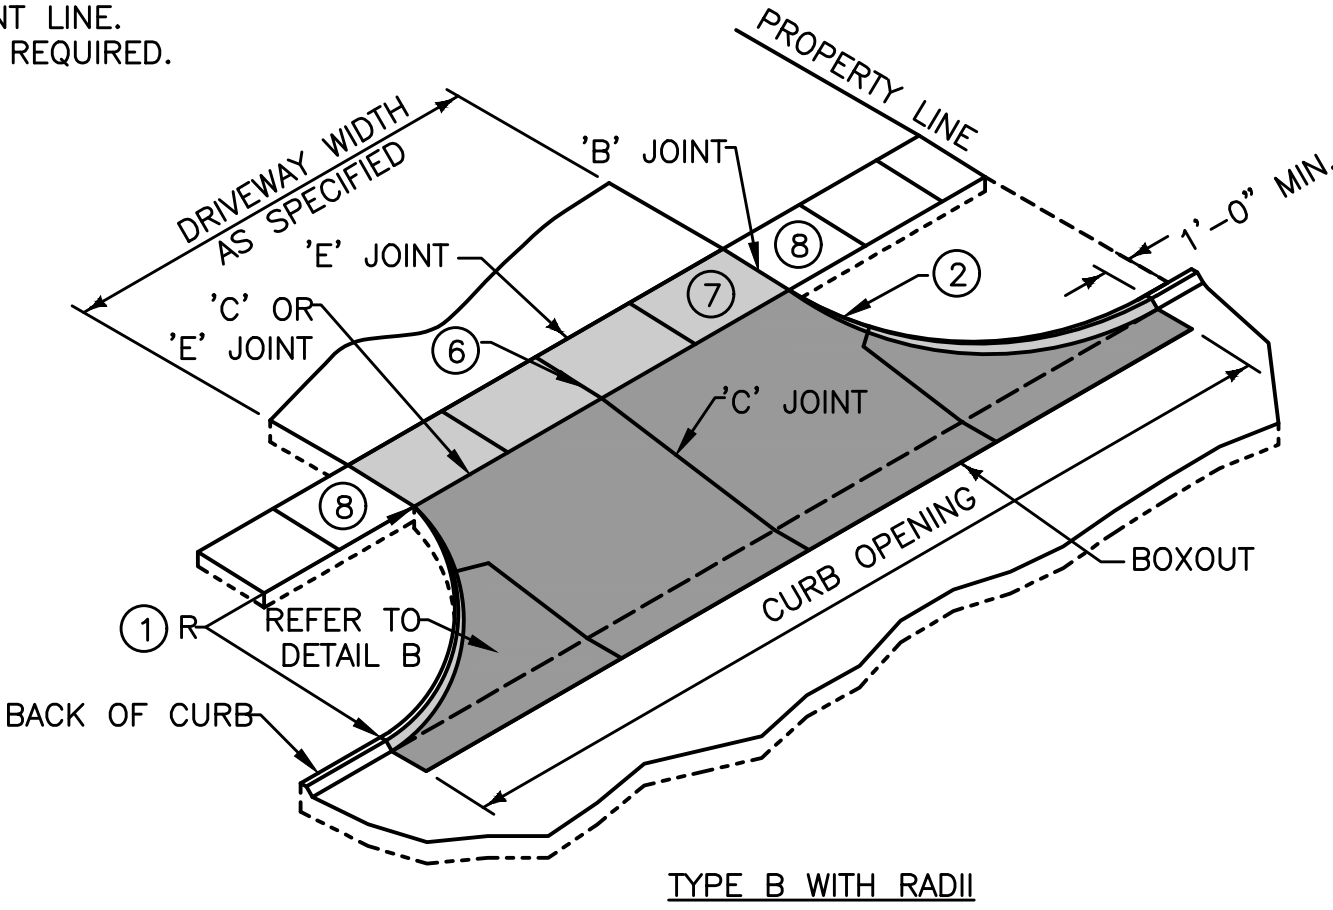 NT LINE.
REQUIRED.
PROPERTY LINE
DRIVEWAY WIDTH
AS SPECIFIED
'B' JOINT
1'-0" MIN.
'E' JOINT
8
7
2
'C' OR
'E' JOINT
6
'C' JOINT
8
CURB OPENING
BOXOUT
1 R
REFER TO
DETAIL B
BACK OF CURB
TYPE B WITH RADII